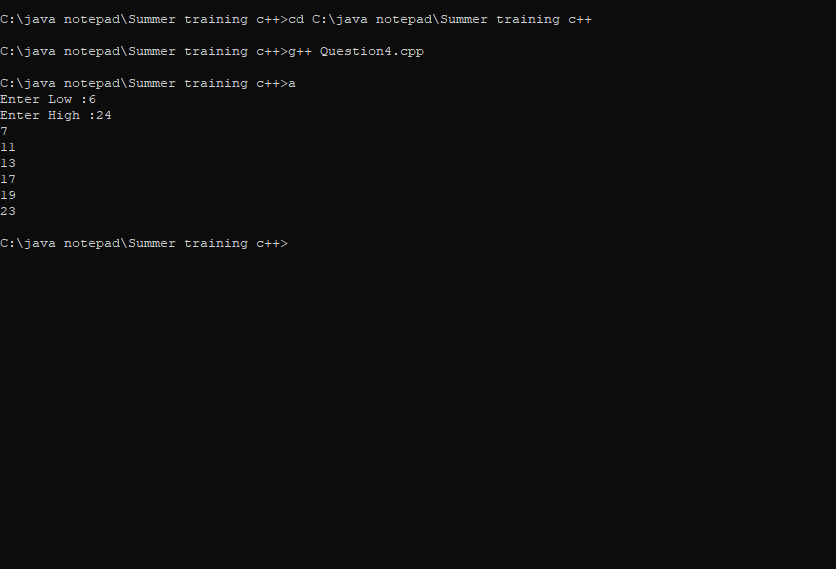 C:\java notepad\Summer training c++>cd C:\java notepad\Summer training c++
C:\java notepad\Summer training c++>g++ Question4.cpp
C:\java notepad\Summer training c++>a
Enter Low :6
Enter High :24
7
11
13
17
19
23
C:\java notepad\Summer training c++>